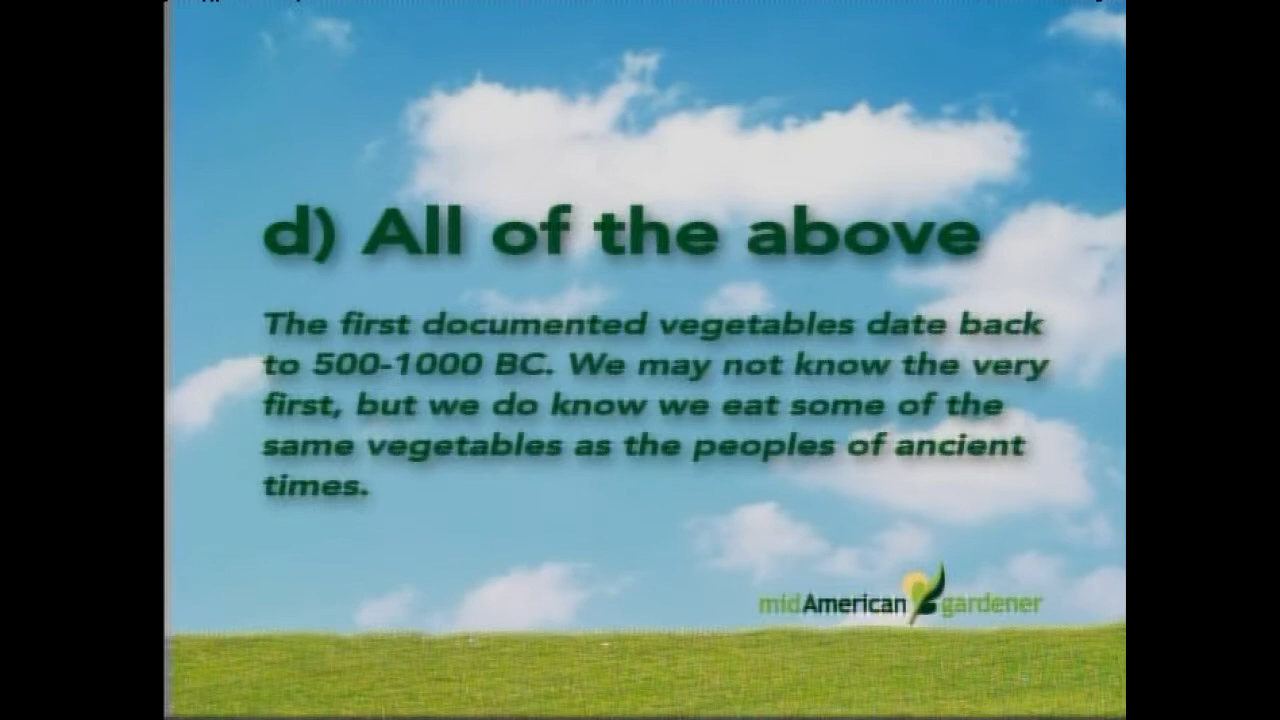 d) All of the above
The first documented vegetables date back
to 500-1000 BC. We may not know the very
first, but we do know we eat some of the
same vegetables as the peoples of ancient
times.
midAmerican gardener